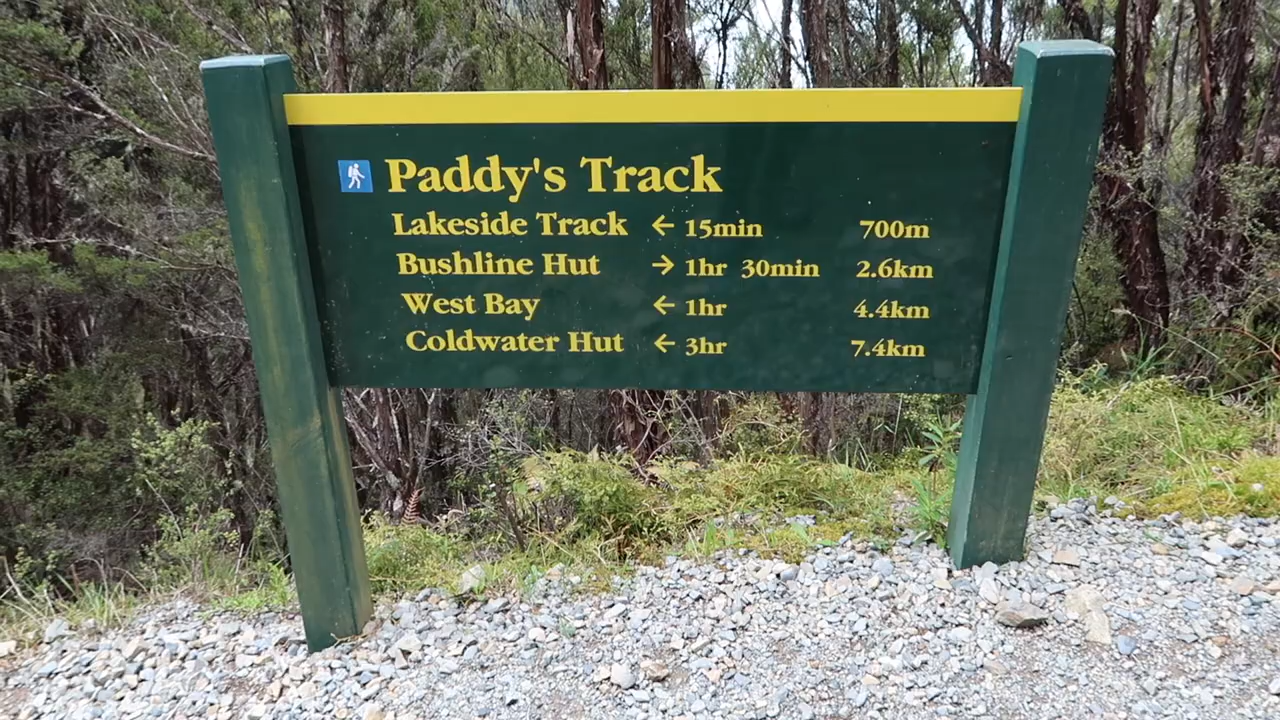 Paddy's Track
Lakeside Track ← 15min 700m
Bushline Hut → 1hr 30min 2.6km
West Bay ← 1hr 4.4km
Coldwater Hut ← 3hr 7.4km